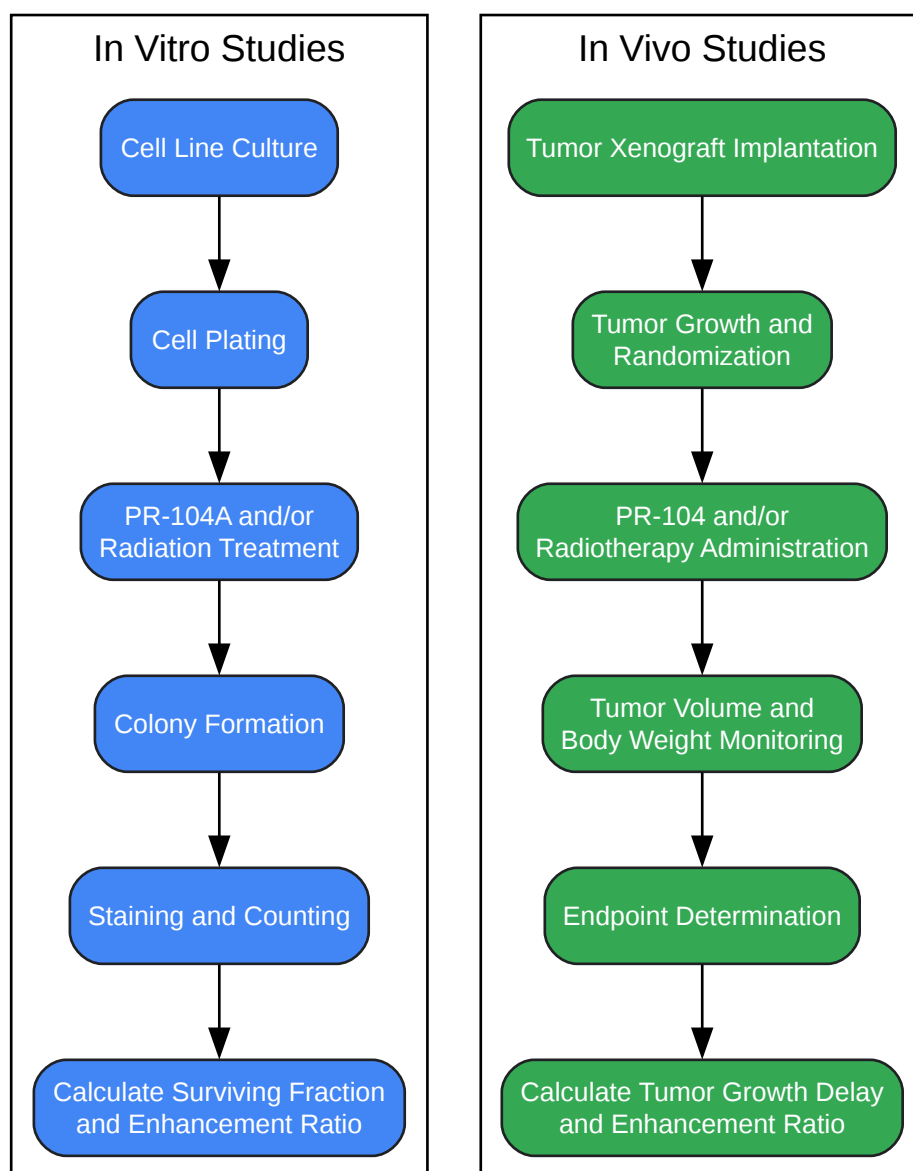 In Vitro Studies
Cell Line Culture
Cell Plating
PR-104A and/or
Radiation Treatment
Colony Formation
Staining and Counting
Calculate Surviving Fraction
and Enhancement Ratio
In Vivo Studies
Tumor Xenograft Implantation
Tumor Growth and
Randomization
PR-104 and/or
Radiotherapy Administration
Tumor Volume and
Body Weight Monitoring
Endpoint Determination
Calculate Tumor Growth Delay
and Enhancement Ratio